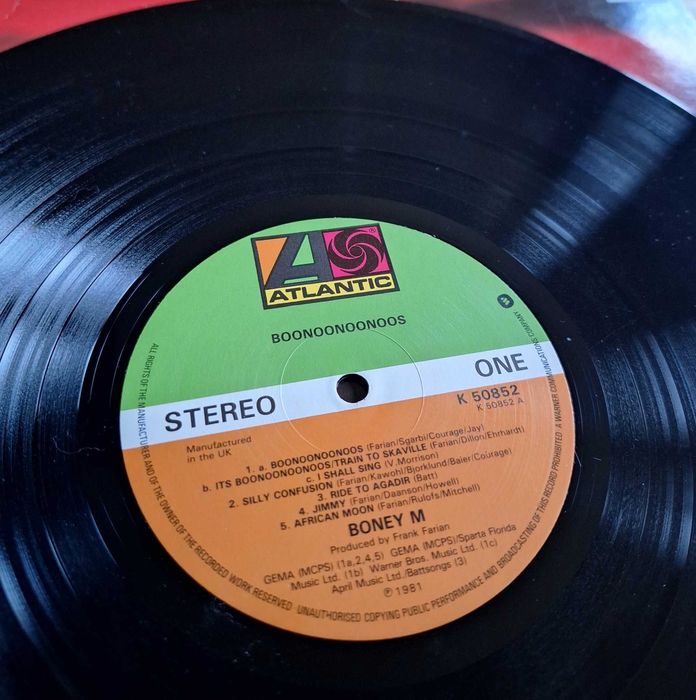 ATLANTIC
®
BOONOONOONOOS
W
STEREO
ONE
K 50852
K 50852 A
Manufactured
in the UK
1. a. BOONOONOONOOS (Farian/Sgarbi/Courage/Jay)
b. ITS BOONOONOONOOS/TRAIN TO SKAVILLE (Farian/Dillon/Ehrhardt)
c. I SHALL SING (V.Morrison)
2. SILLY CONFUSION (Farian/Kawohl/Bjorklund/Baier/Courage)
3. RIDE TO AGADIR (Batt)
4. JIMMY (Farian/Daanson/Howell)
5. AFRICAN MOON (Farian/Rulofs/Mitchell)
BONEY M
Produced by Frank Farian
GEMA (MCPS) (1a,2,4,5) GEMA (MCPS)/Sparta Florida
Music Ltd. (1b) Warner Bros. Music Ltd. (1c)
April Music Ltd./Battsongs (3)
℗ 1981
ALL RIGHTS OF THE MANUFACTURER AND OF THE OWNER OF THE RECORDED WORK RESERVED UNAUTHORISED COPYING PUBLIC PERFORMANCE AND BROADCASTING OF THIS RECORD PROHIBITED A WARNER COMMUNICATIONS COMPANY